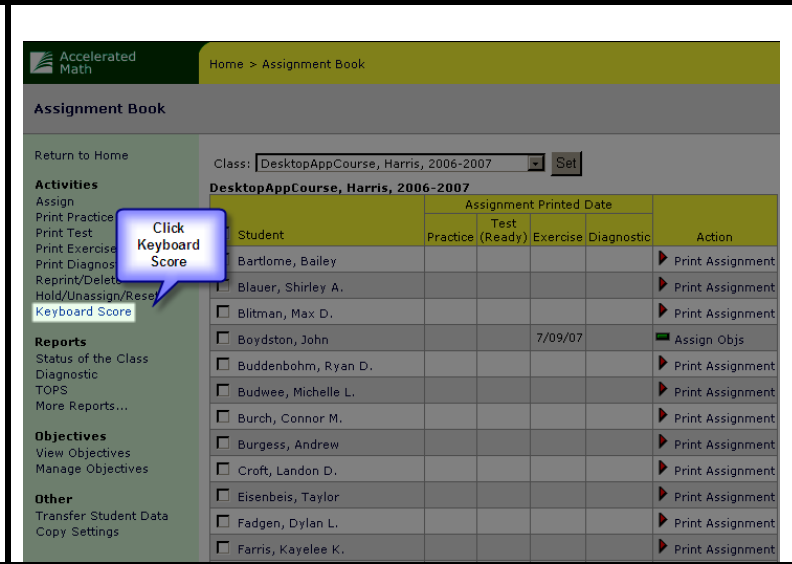 Accelerated
Math
Home > Assignment Book
Assignment Book
Return to Home
Activities
Assign
Print Practice
Print Test
Print Exercise
Print
Reprint/Delete
Hold/Unassign/Reset
Keyboard Score
Reports
Status of the Class
Diagnostic
TOPS
More Reports...
Objectives
View Objectives
Manage Objectives
Other
Transfer Student Data
Copy Settings
Click
Keyboard
Score
Class: DesktopAppCourse, Harris, 2006-2007 Set
DesktopAppCourse, Harris, 2006-2007
Assignment Printed Date
Student Practice Test (Ready) Exercise Diagnostic Action
Bartlome, Bailey Print Assignment
Blauer, Shirley A. Print Assignment
Blitman, Max D. Print Assignment
Boydston, John 7/09/07 Assign Objs
Buddenbohm, Ryan D. Print Assignment
Budwee, Michelle L. Print Assignment
Burch, Connor M. Print Assignment
Burgess, Andrew Print Assignment
Croft, Landon D. Print Assignment
Eisenbeis, Taylor Print Assignment
Fadgen, Dylan L. Print Assignment
Farris, Kayelee K. Print Assignment